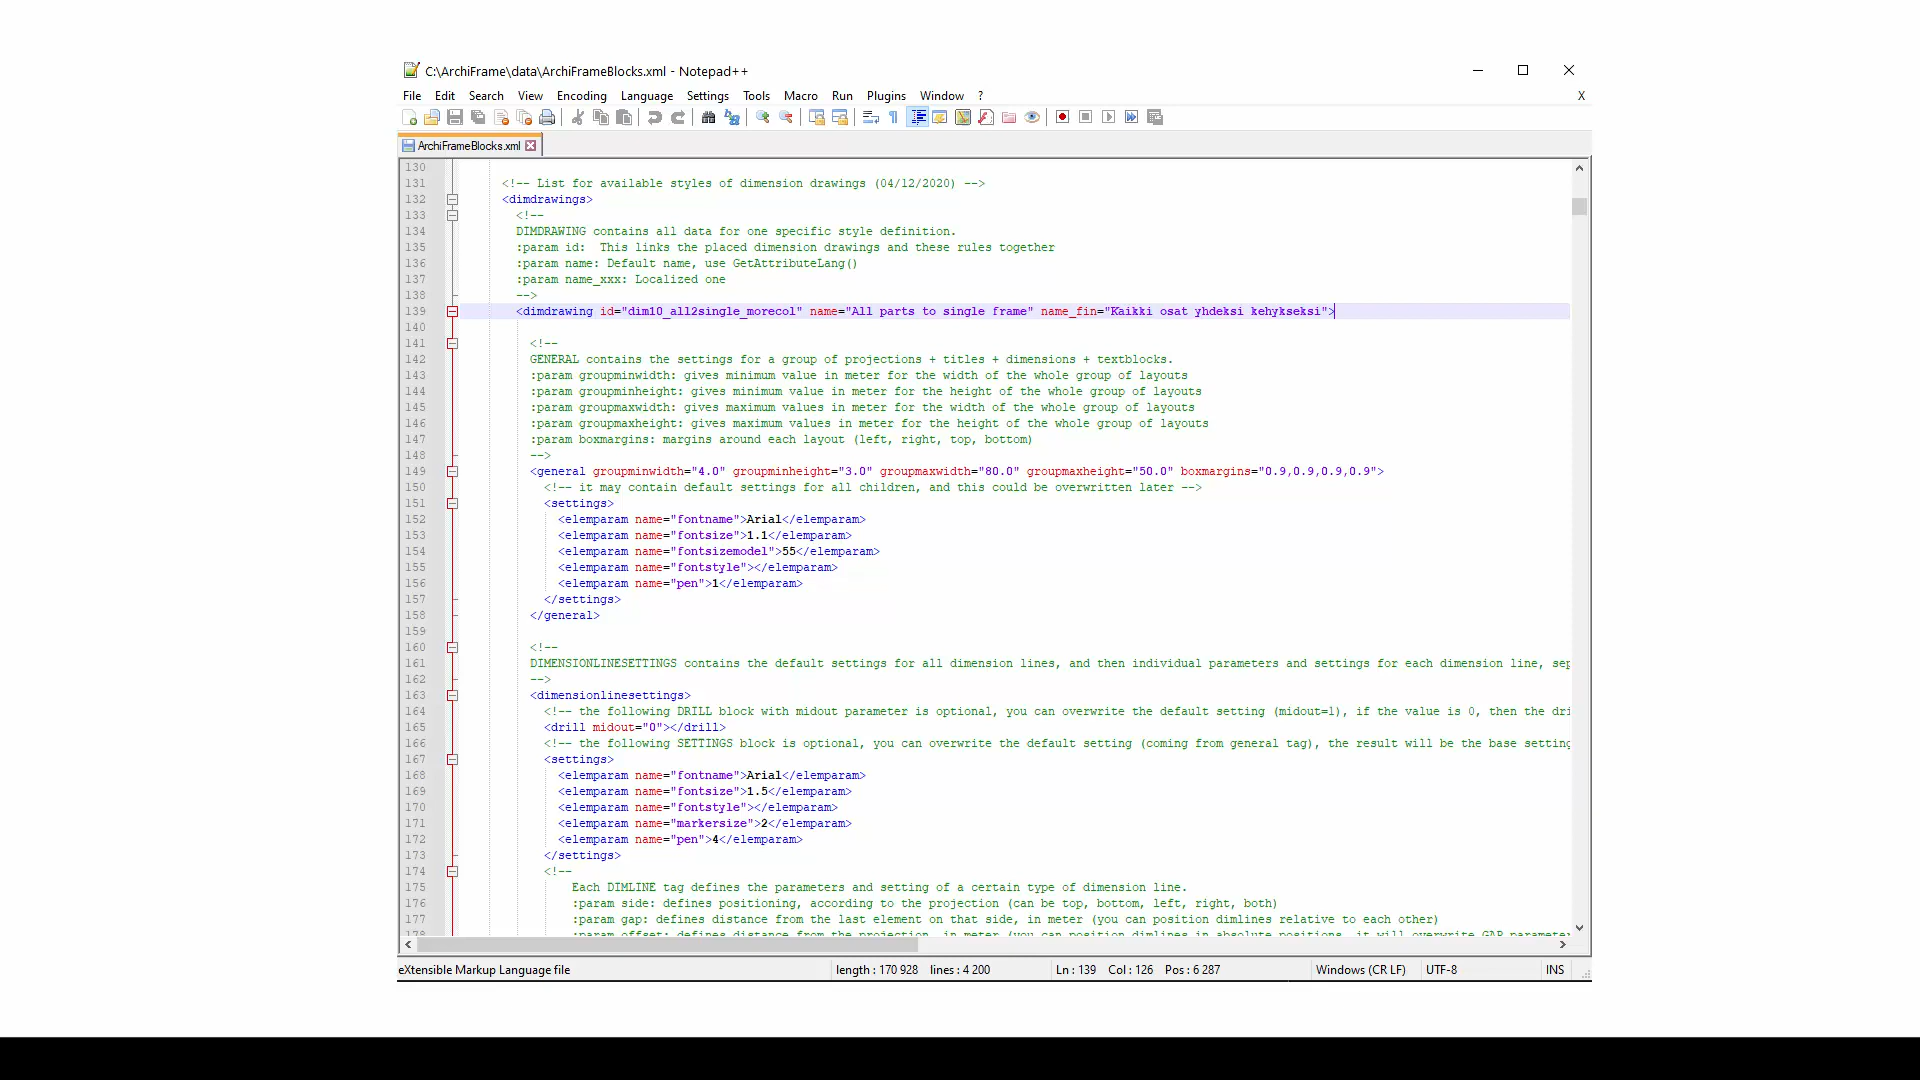 C:\ArchiFrame\data\ArchiFrameBlocks.xml - Notepad++
File Edit Search View Encoding Language Settings Tools Macro Run Plugins Window ? X
ArchiFrameBlocks.xml
130
131 <!-- List for available styles of dimension drawings (04/12/2020) -->
132 <dimdrawings>
133 <!--
134 DIMDRAWING contains all data for one specific style definition.
135 :param id:  This links the placed dimension drawings and these rules together
136 :param name: Default name, use GetAttributeLang()
137 :param name_xxx: Localized one
138 -->
139 <dimdrawing id="dim10_all2single_morecol" name="All parts to single frame" name_fin="Kaikki osat yhdeksi kehykseksi">
140
141 <!--
142 GENERAL contains the settings for a group of projections + titles + dimensions + textblocks.
143 :param groupminwidth: gives minimum value in meter for the width of the whole group of layouts
144 :param groupminheight: gives minimum value in meter for the height of the whole group of layouts
145 :param groupmaxwidth: gives maximum values in meter for the width of the whole group of layouts
146 :param groupmaxheight: gives maximum values in meter for the height of the whole group of layouts
147 :param boxmargins: margins around each layout (left, right, top, bottom)
148 -->
149 <general groupminwidth="4.0" groupminheight="3.0" groupmaxwidth="80.0" groupmaxheight="50.0" boxmargins="0.9,0.9,0.9,0.9">
150 <!-- it may contain default settings for all children, and this could be overwritten later -->
151 <settings>
152 <elemparam name="fontname">Arial</elemparam>
153 <elemparam name="fontsize">1.1</elemparam>
154 <elemparam name="fontsizemodel">55</elemparam>
155 <elemparam name="fontstyle"></elemparam>
156 <elemparam name="pen">1</elemparam>
157 </settings>
158 </general>
159
160 <!--
161 DIMENSIONLINESETTINGS contains the default settings for all dimension lines, and then individual parameters and settings for each dimension line, sep
162 -->
163 <dimensionlinesettings>
164 <!-- the following DRILL block with midout parameter is optional, you can overwrite the default setting (midout=1), if the value is 0, then the dri
165 <drill midout="0"></drill>
166 <!-- the following SETTINGS block is optional, you can overwrite the default setting (coming from general tag), the result will be the base setting
167 <settings>
168 <elemparam name="fontname">Arial</elemparam>
169 <elemparam name="fontsize">1.5</elemparam>
170 <elemparam name="fontstyle"></elemparam>
171 <elemparam name="markersize">2</elemparam>
172 <elemparam name="pen">4</elemparam>
173 </settings>
174 <!--
175 Each DIMLINE tag defines the parameters and setting of a certain type of dimension line.
176 :param side: defines positioning, according to the projection (can be top, bottom, left, right, both)
177 :param gap: defines distance from the last element on that side, in meter (you can position dimlines relative to each other)
178 :param offset: defines distance from the projection, in meter (you can position dimlines in absolute positions, it will overwrite GAP parameter
eXtensible Markup Language file length : 170 928 lines : 4 200 Ln : 139 Col : 126 Pos : 6 287 Windows (CR LF) UTF-8 INS